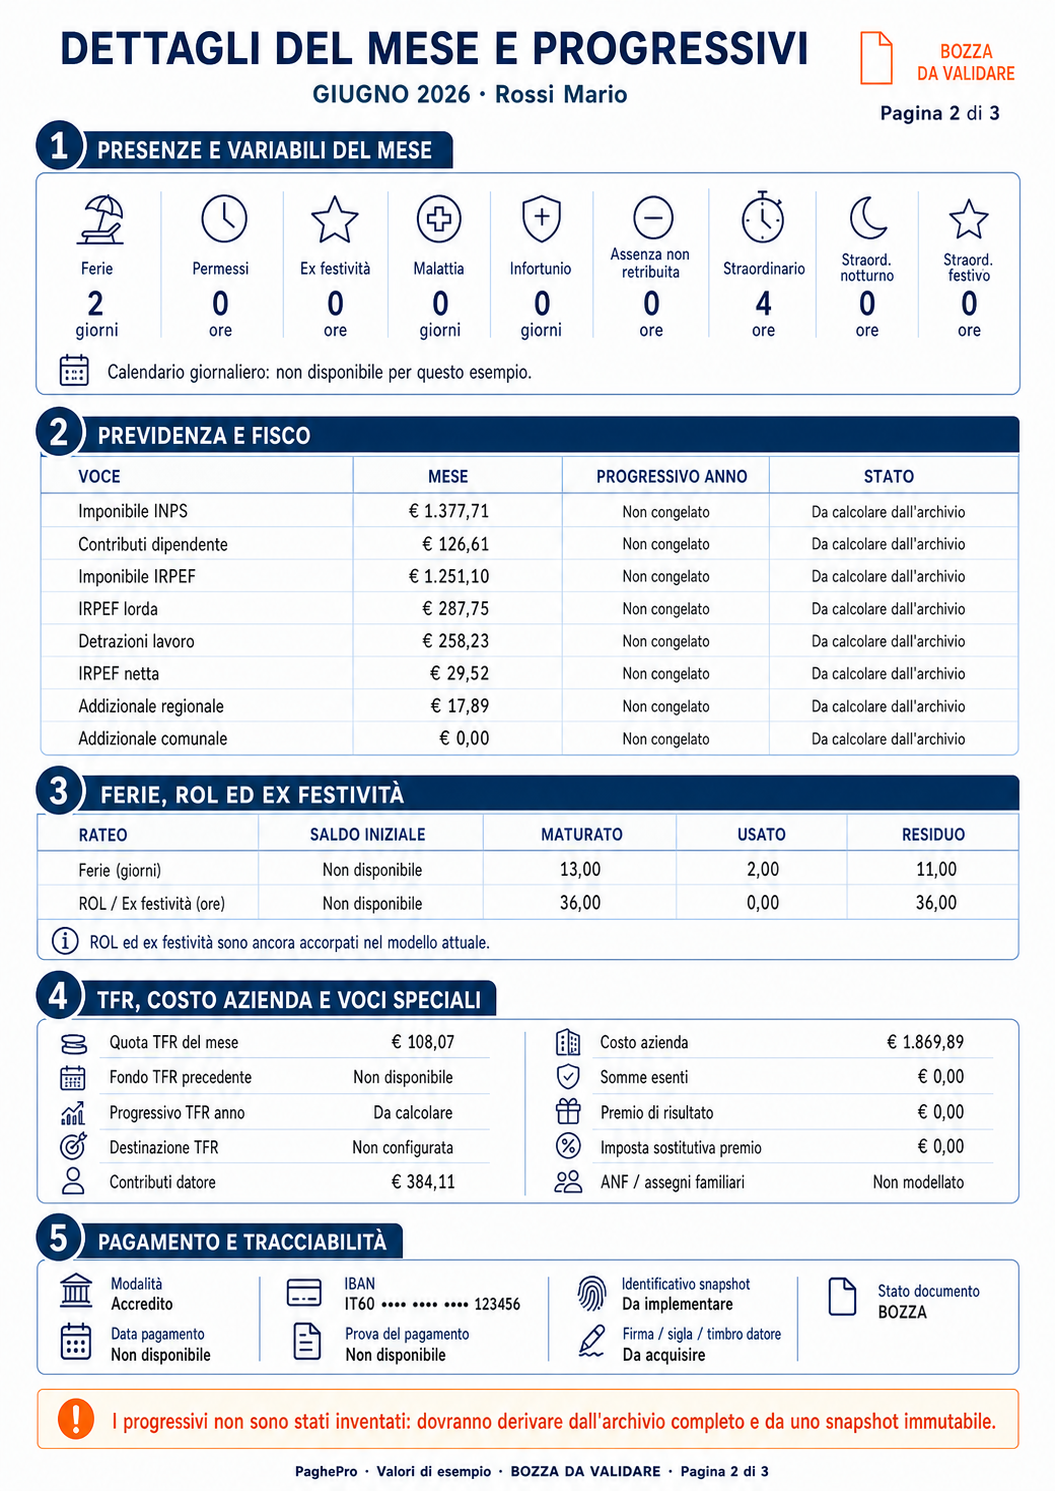 DETTAGLI DEL MESE E PROGRESSIVI
GIUGNO 2026 · Rossi Mario
BOZZA
DA VALIDARE
Pagina 2 di 3
1 PRESENZE E VARIABILI DEL MESE
Ferie
2
giorni
Permessi
0
ore
Ex festività
0
ore
Malattia
0
giorni
Infortunio
0
giorni
Assenza non
retribuita
0
ore
Straordinario
4
ore
Straord.
notturno
0
ore
Straord.
festivo
0
ore
Calendario giornaliero: non disponibile per questo esempio.
2 PREVIDENZA E FISCO
VOCE MESE PROGRESSIVO ANNO STATO
Imponibile INPS € 1.377,71 Non congelato Da calcolare dall'archivio
Contributi dipendente € 126,61 Non congelato Da calcolare dall'archivio
Imponibile IRPEF € 1.251,10 Non congelato Da calcolare dall'archivio
IRPEF lorda € 287,75 Non congelato Da calcolare dall'archivio
Detrazioni lavoro € 258,23 Non congelato Da calcolare dall'archivio
IRPEF netta € 29,52 Non congelato Da calcolare dall'archivio
Addizionale regionale € 17,89 Non congelato Da calcolare dall'archivio
Addizionale comunale € 0,00 Non congelato Da calcolare dall'archivio
3 FERIE, ROL ED EX FESTIVITÀ
RATEO SALDO INIZIALE MATURATO USATO RESIDUO
Ferie (giorni) Non disponibile 13,00 2,00 11,00
ROL / Ex festività (ore) Non disponibile 36,00 0,00 36,00
ROL ed ex festività sono ancora accorpati nel modello attuale.
4 TFR, COSTO AZIENDA E VOCI SPECIALI
Quota TFR del mese € 108,07
Fondo TFR precedente Non disponibile
Progressivo TFR anno Da calcolare
Destinazione TFR Non configurata
Contributi datore € 384,11
Costo azienda € 1.869,89
Somme esenti € 0,00
Premio di risultato € 0,00
Imposta sostitutiva premio € 0,00
ANF / assegni familiari Non modellato
5 PAGAMENTO E TRACCIABILITÀ
Modalità
Accredito
Data pagamento
Non disponibile
IBAN
IT60 •••• •••• •••• 123456
Prova del pagamento
Non disponibile
Identificativo snapshot
Da implementare
Firma / sigla / timbro datore
Da acquisire
Stato documento
BOZZA
I progressivi non sono stati inventati: dovranno derivare dall'archivio completo e da uno snapshot immutabile.
PaghePro · Valori di esempio · BOZZA DA VALIDARE · Pagina 2 di 3